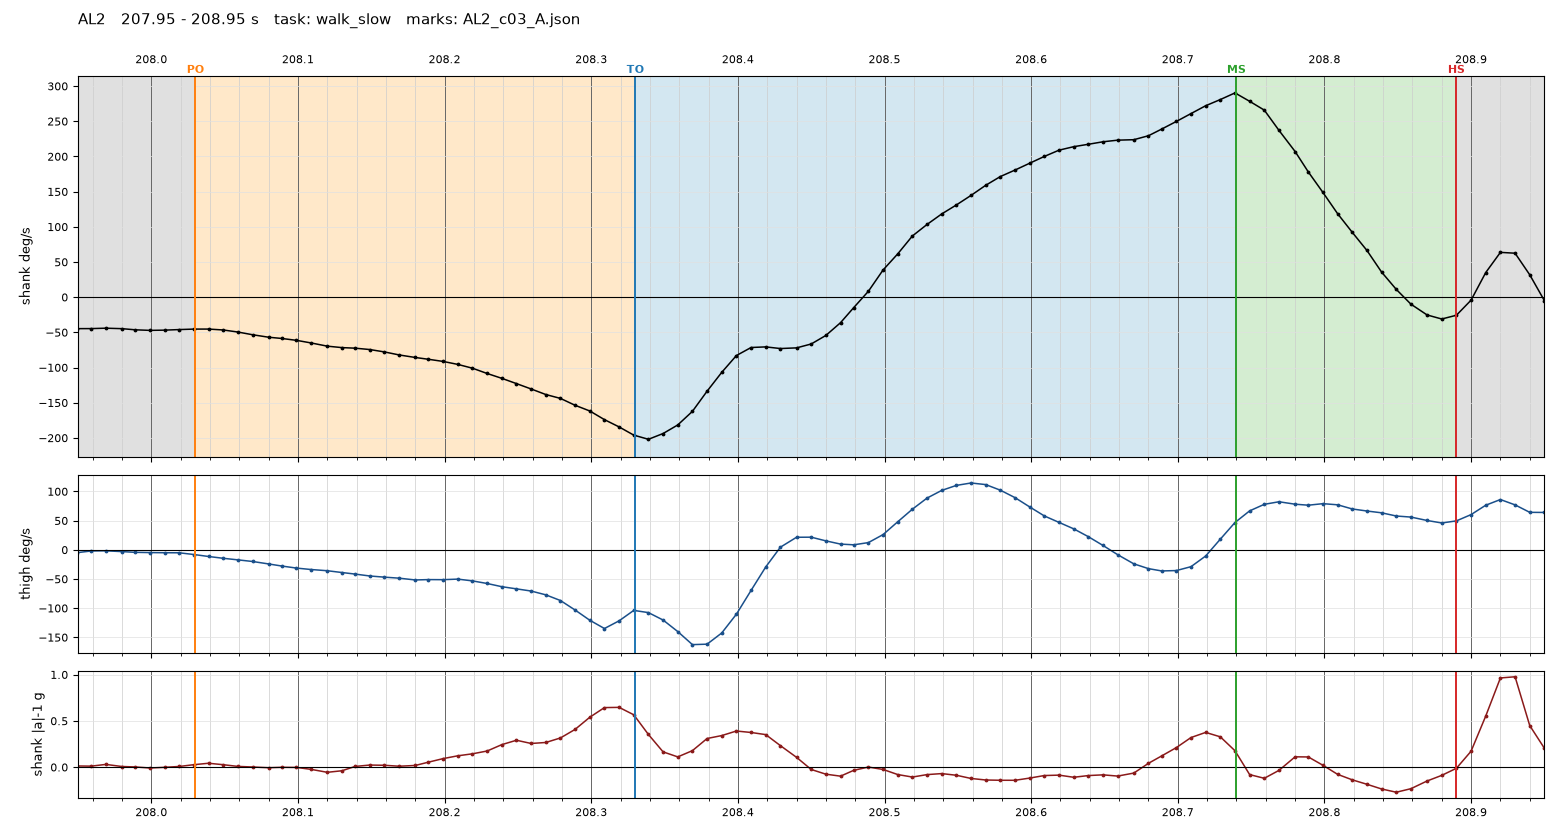 AL2   207.95 - 208.95 s   task: walk_slow   marks: AL2_c03_A.json
208.0 208.1 208.2 208.3 208.4 208.5 208.6 208.7 208.8 208.9
PO TO MS HS
shank deg/s
300
250
200
150
100
50
0
−50
−100
−150
−200
thigh deg/s
100
50
0
−50
−100
−150
shank |a|-1 g
1.0
0.5
0.0
208.0 208.1 208.2 208.3 208.4 208.5 208.6 208.7 208.8 208.9